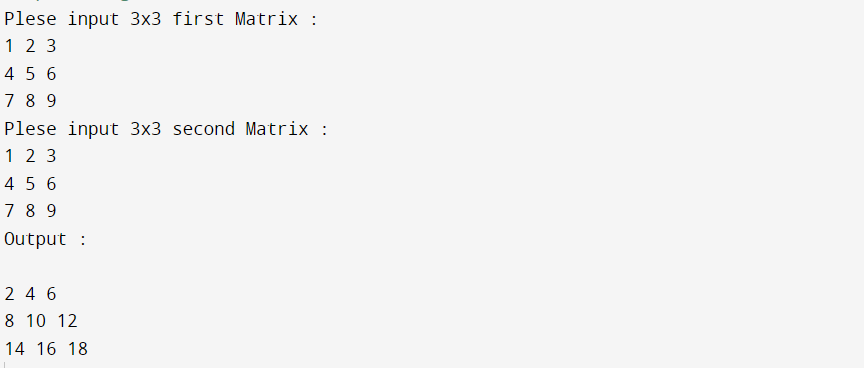 Plese input 3x3 first Matrix :
1 2 3
4 5 6
7 8 9
Plese input 3x3 second Matrix :
1 2 3
4 5 6
7 8 9
Output :
2 4 6
8 10 12
14 16 18